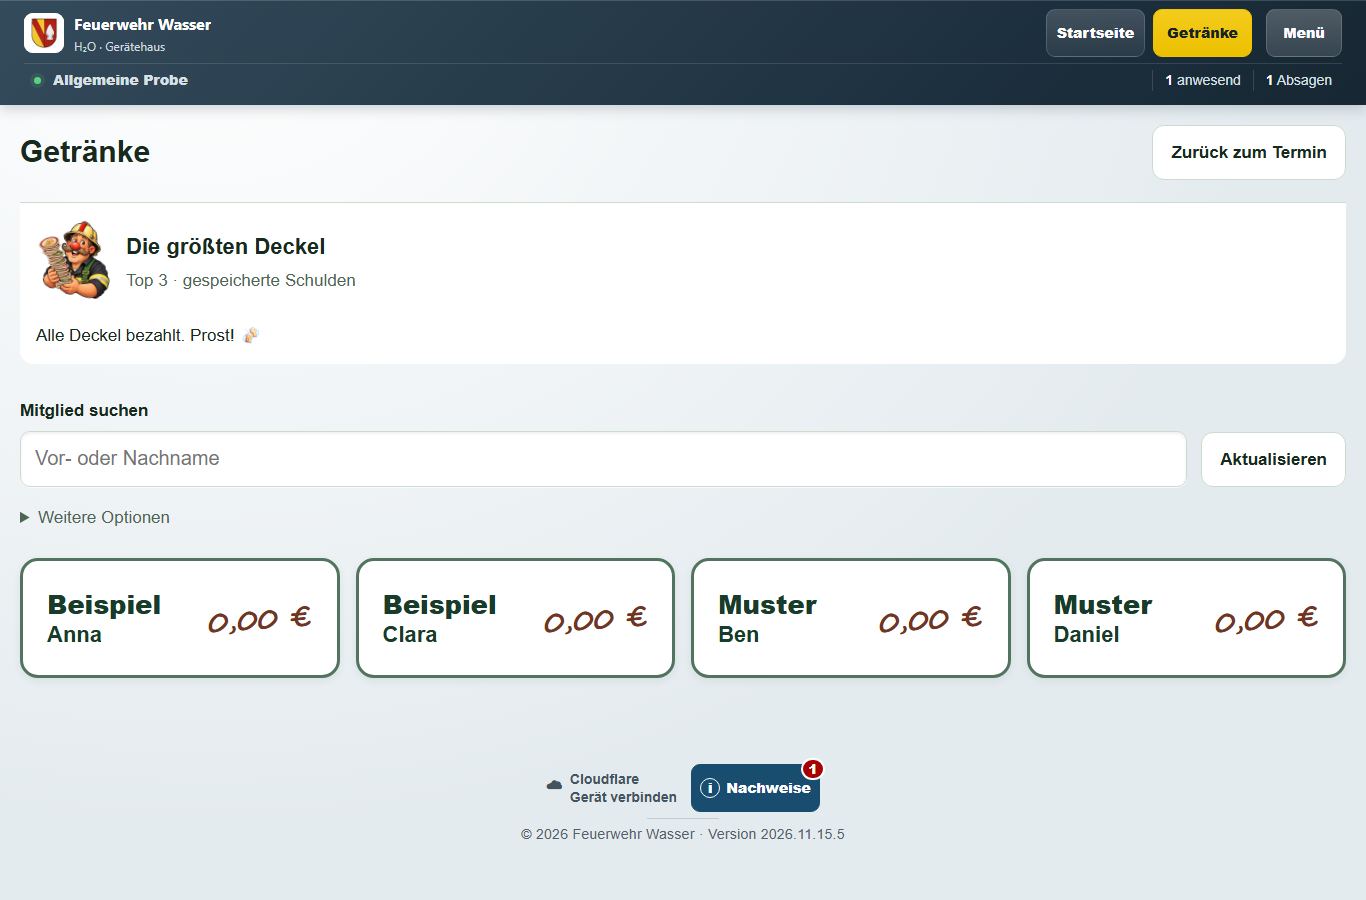 Feuerwehr Wasser
H₂O · Gerätehaus
Startseite
Getränke
Menü
Allgemeine Probe
1 anwesend
1 Absagen
Getränke
Zurück zum Termin
Die größten Deckel
Top 3 · gespeicherte Schulden
Alle Deckel bezahlt. Prost! 🍻
Mitglied suchen
Vor- oder Nachname
Aktualisieren
Weitere Optionen
Beispiel
Anna
0,00 €
Beispiel
Clara
0,00 €
Muster
Ben
0,00 €
Muster
Daniel
0,00 €
Cloudflare
Gerät verbinden
i Nachweise
1
© 2026 Feuerwehr Wasser · Version 2026.11.15.5